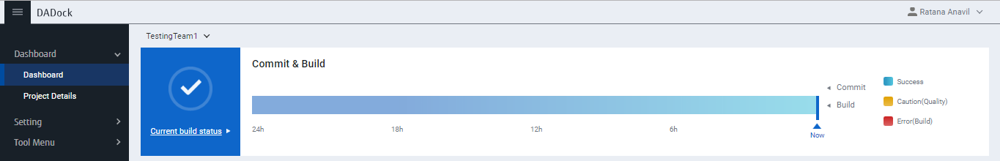 DADock
Ratana Anavil
TestingTeam1
Dashboard
Dashboard
Project Details
Setting
Tool Menu
Current build status
Commit & Build
Commit
Build
24h 18h 12h 6h
Now
Success
Caution(Quality)
Error(Build)